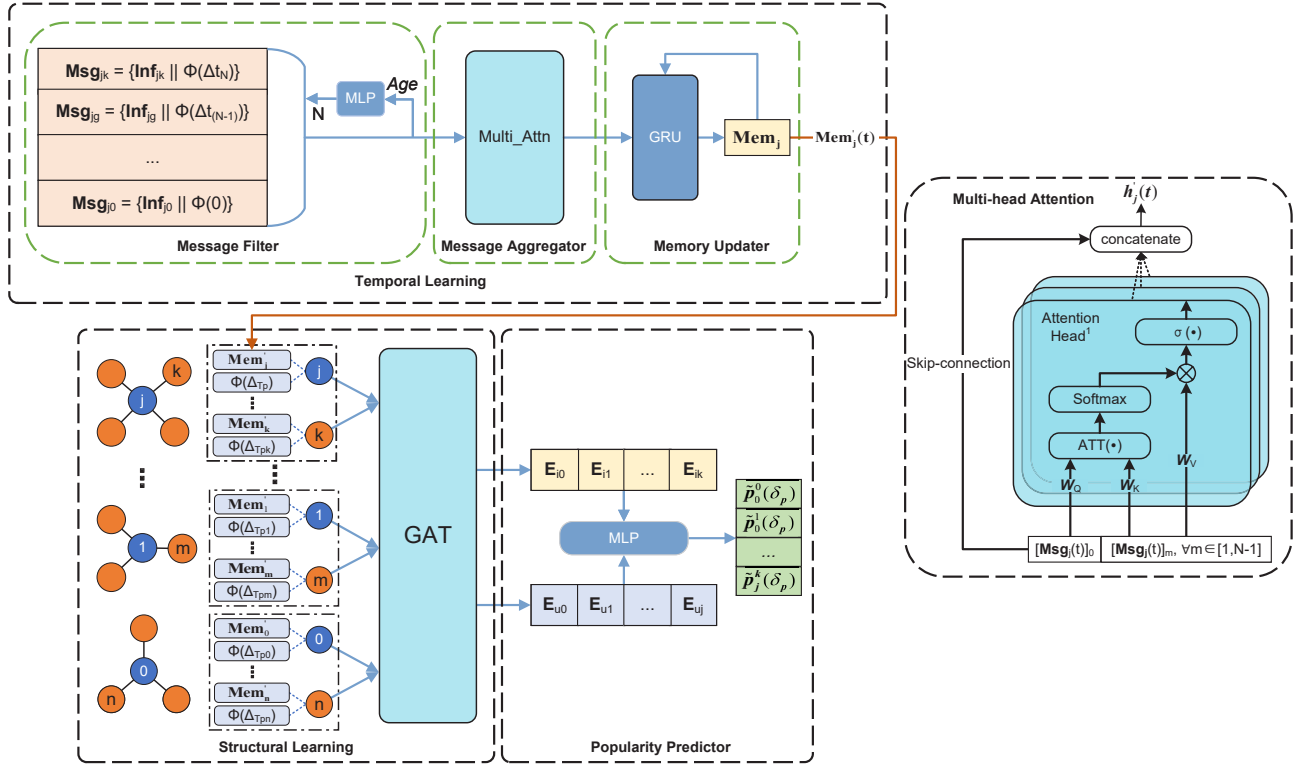 Msg_jk = {Inf_jk || Φ(Δt_N)}
Msg_jg = {Inf_jg || Φ(Δt_(N-1))}
...
Msg_j0 = {Inf_j0 || Φ(0)}
N
MLP
Age
Message Filter
Multi_Attn
Message Aggregator
GRU
Mem_j
Memory Updater
Mem'_j(t)
Temporal Learning
k
j
m
1
0
n
Mem'_j
Φ(Δ_Tp)
j
Mem'_k
Φ(Δ_Tpk)
k
Mem'_i
Φ(Δ_Tp1)
1
Mem'_m
Φ(Δ_Tpm)
m
Mem'_0
Φ(Δ_Tp0)
0
Mem'_n
Φ(Δ_Tpn)
n
GAT
Structural Learning
E_i0 E_i1 ... E_ik
MLP
E_u0 E_u1 ... E_uj
p̃_0^0(δ_p)
p̃_0^1(δ_p)
...
p̃_j^k(δ_p)
Popularity Predictor
Multi-head Attention
h'_j(t)
concatenate
Attention
Head¹
σ(•)
Skip-connection
Softmax
ATT(•)
W_Q
W_K
W_V
[Msg_j(t)]_0
[Msg_j(t)]_m, ∀m∈[1,N-1]